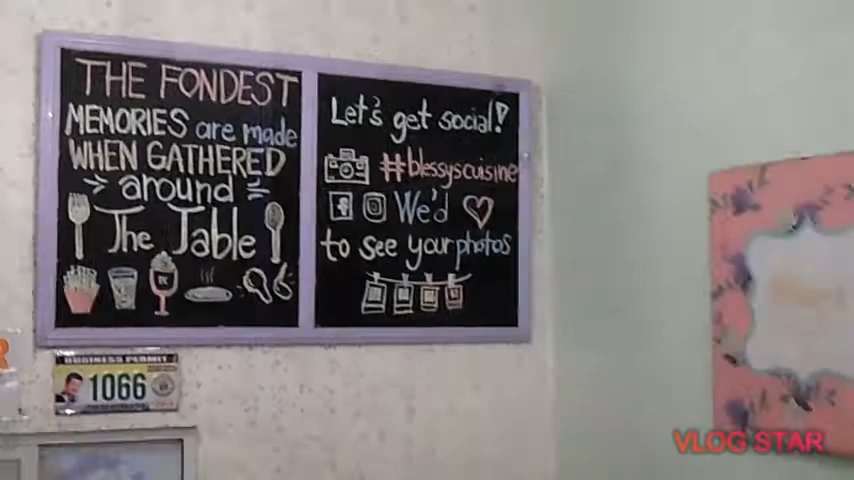 THE FONDEST
MEMORIES are made
WHEN GATHERED
around
The Table
Let's get social!
#blessyscuisine
We'd
to see your photos
BUSINESS PERMIT
1066
VLOG STAR